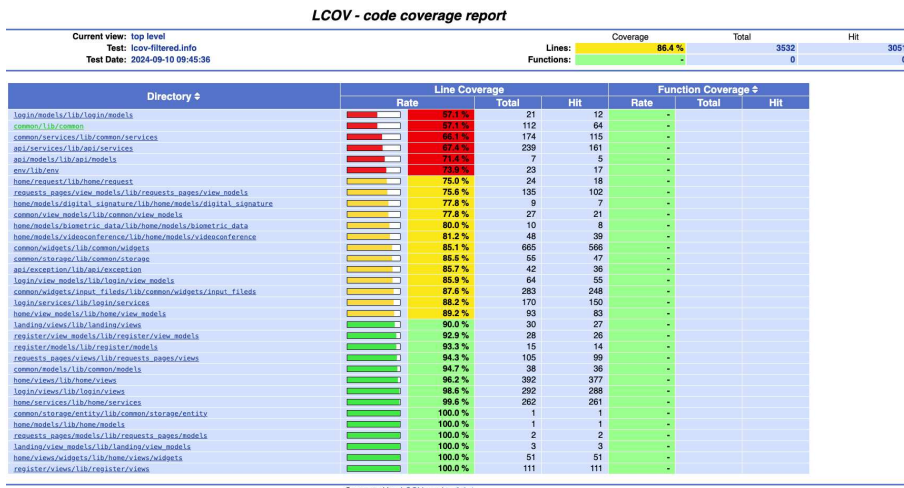 LCOV - code coverage report
Current view: top level Coverage Total Hit
Test: lcov-filtered.info Lines: 86.4 % 3532 3051
Test Date: 2024-09-10 09:45:36 Functions: - 0 0
Directory Line Coverage Function Coverage
Rate Total Hit Rate Total Hit
login/models/lib/login/models 57.1 % 21 12 -
common/lib/common 57.1 % 112 64 -
common/services/lib/common/services 66.1 % 174 115 -
api/services/lib/api/services 67.4 % 239 161 -
api/models/lib/api/models 71.4 % 7 5 -
env/lib/env 73.9 % 23 17 -
home/request/lib/home/request 75.0 % 24 18 -
requests_pages/view_models/lib/requests_pages/view_models 75.6 % 135 102 -
home/models/digital_signature/lib/home/models/digital_signature 77.8 % 9 7 -
common/view_models/lib/common/view_models 77.8 % 27 21 -
home/models/biometric_data/lib/home/models/biometric_data 80.0 % 10 8 -
home/models/videoconference/lib/home/models/videoconference 81.2 % 48 39 -
common/widgets/lib/common/widgets 85.1 % 665 566 -
common/storage/lib/common/storage 85.5 % 55 47 -
api/exception/lib/api/exception 85.7 % 42 36 -
login/view_models/lib/login/view_models 85.9 % 64 55 -
common/widgets/input_fileds/lib/common/widgets/input_fileds 87.6 % 283 248 -
login/services/lib/login/services 88.2 % 170 150 -
home/view_models/lib/home/view_models 89.2 % 93 83 -
landing/views/lib/landing/views 90.0 % 30 27 -
register/view_models/lib/register/view_models 92.9 % 28 26 -
register/models/lib/register/models 93.3 % 15 14 -
requests_pages/views/lib/requests_pages/views 94.3 % 105 99 -
common/models/lib/common/models 94.7 % 38 36 -
home/views/lib/home/views 96.2 % 392 377 -
login/views/lib/login/views 98.6 % 292 288 -
home/services/lib/home/services 99.6 % 262 261 -
common/storage/entity/lib/common/storage/entity 100.0 % 1 1 -
home/models/lib/home/models 100.0 % 1 1 -
requests_pages/models/lib/requests_pages/models 100.0 % 2 2 -
landing/view_models/lib/landing/view_models 100.0 % 3 3 -
home/views/widgets/lib/home/views/widgets 100.0 % 51 51 -
register/views/lib/register/views 100.0 % 111 111 -